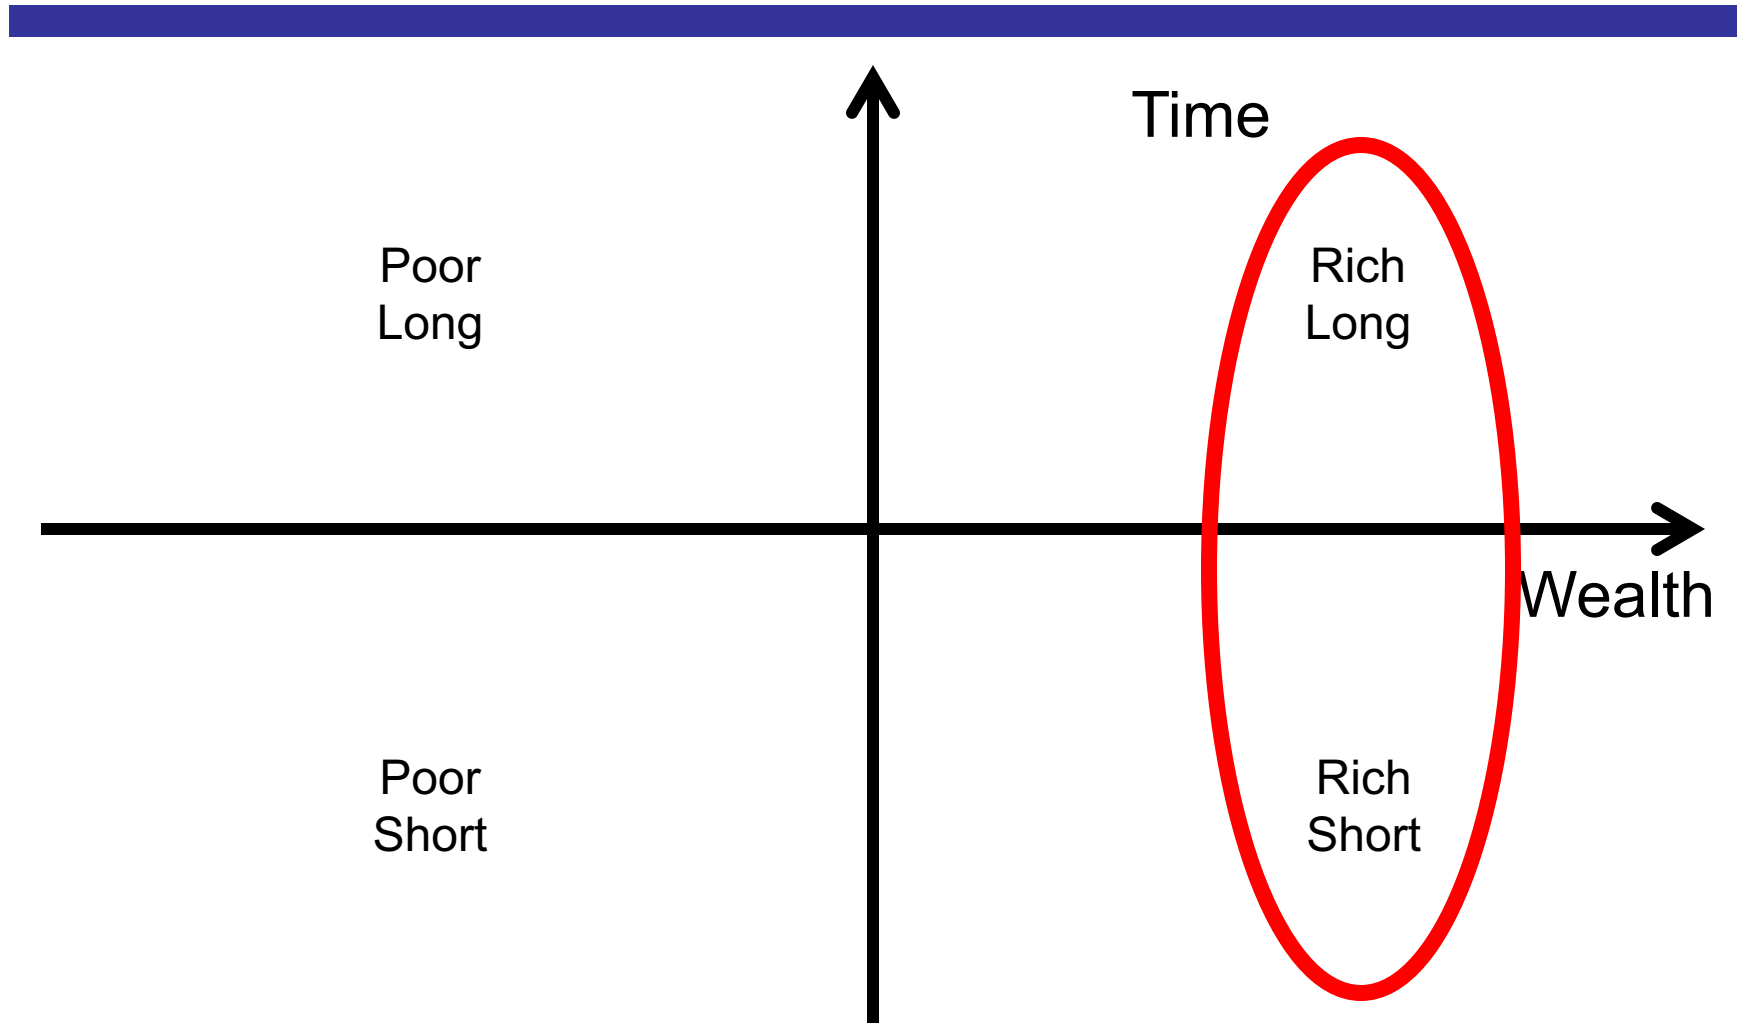 Time
Poor
Long
Rich
Long
Wealth
Poor
Short
Rich
Short